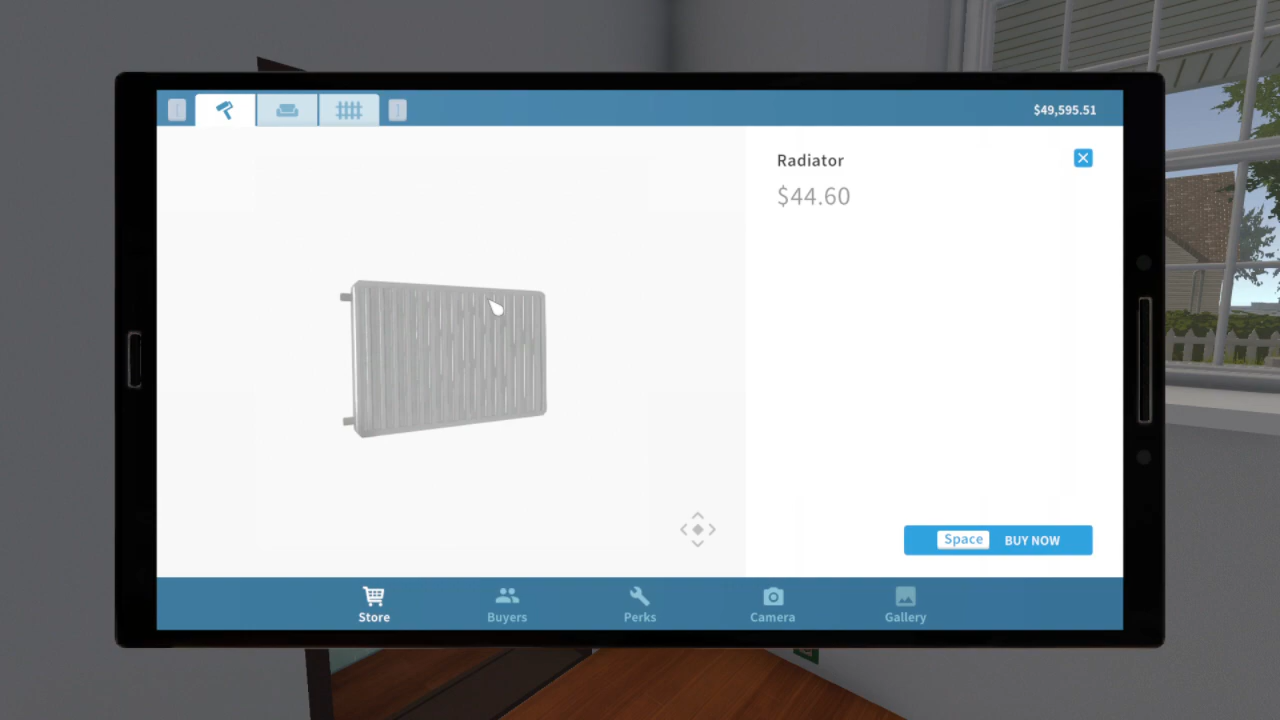 $49,595.51
Radiator
$44.60
Space BUY NOW
Store
Buyers
Perks
Camera
Gallery